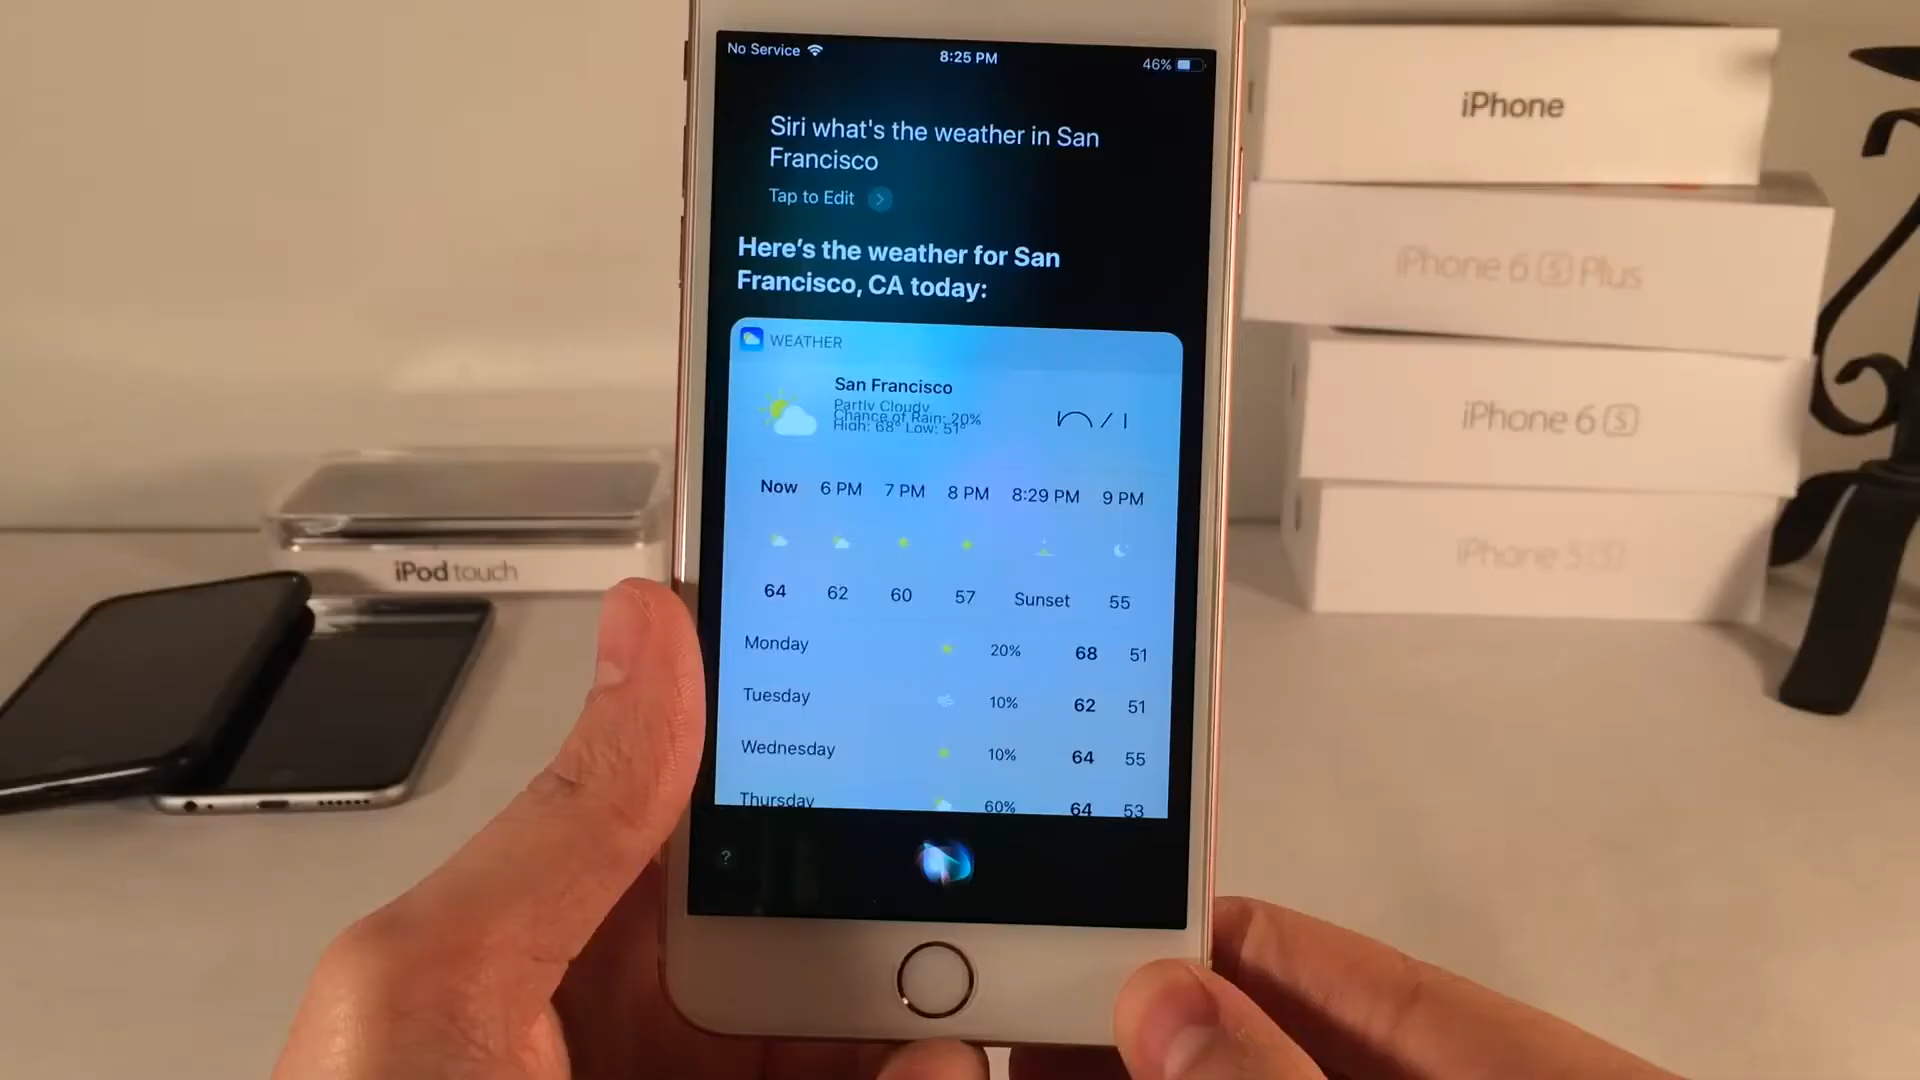 No Service
8:25 PM
46%
Siri what's the weather in San
Francisco
Tap to Edit
Here's the weather for San
Francisco, CA today:
WEATHER
San Francisco
Partly Cloudy
Chance of Rain: 20%
High: 68° Low: 51°
Now 6 PM 7 PM 8 PM 8:29 PM 9 PM
64 62 60 57 Sunset 55
Monday 20% 68 51
Tuesday 10% 62 51
Wednesday 10% 64 55
Thursday 60% 64 53
?
iPod touch
iPhone
iPhone 6 S Plus
iPhone 6 S
iPhone 5 S